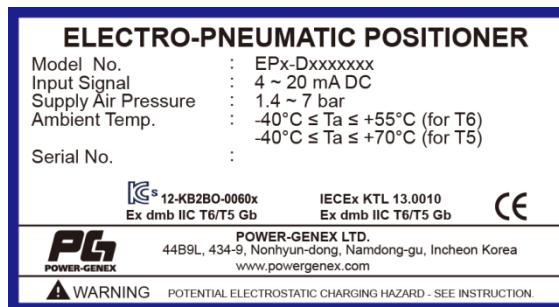 ELECTRO-PNEUMATIC POSITIONER
Model No. : EPx-Dxxxxxxx
Input Signal : 4 ~ 20 mA DC
Supply Air Pressure : 1.4 ~ 7 bar
Ambient Temp. : -40°C ≤ Ta ≤ +55°C (for T6)
-40°C ≤ Ta ≤ +70°C (for T5)
Serial No. :
KCs 12-KB2BO-0060x IECEx KTL 13.0010
Ex dmb IIC T6/T5 Gb Ex dmb IIC T6/T5 Gb CE
PG POWER-GENEX
POWER-GENEX LTD.
44B9L, 434-9, Nonhyun-dong, Namdong-gu, Incheon Korea
www.powergenex.com
WARNING POTENTIAL ELECTROSTATIC CHARGING HAZARD - SEE INSTRUCTION.